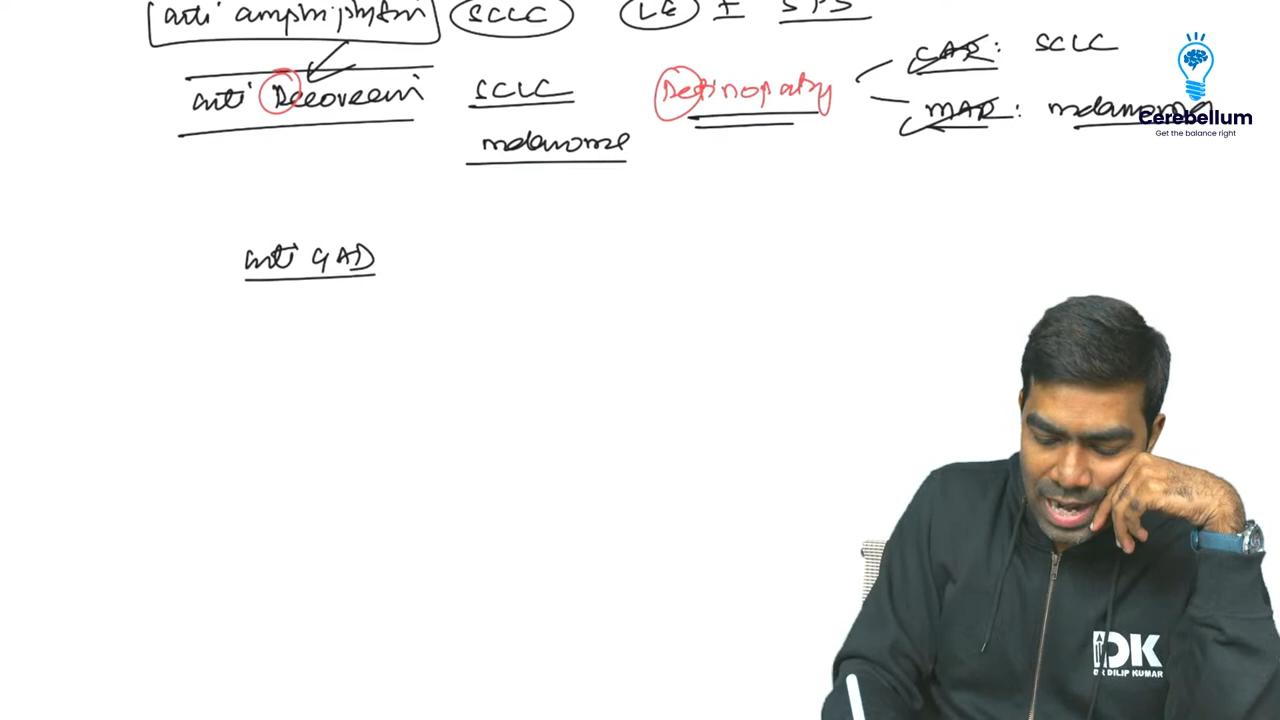 anti amphiphysin SCLC LE ± SPS
CAR: SCLC
anti Recoverin SCLC Retinopathy
MAR: melanoma
melanoma
Cerebellum
Get the balance right
anti GAD
DK
DR DILIP KUMAR